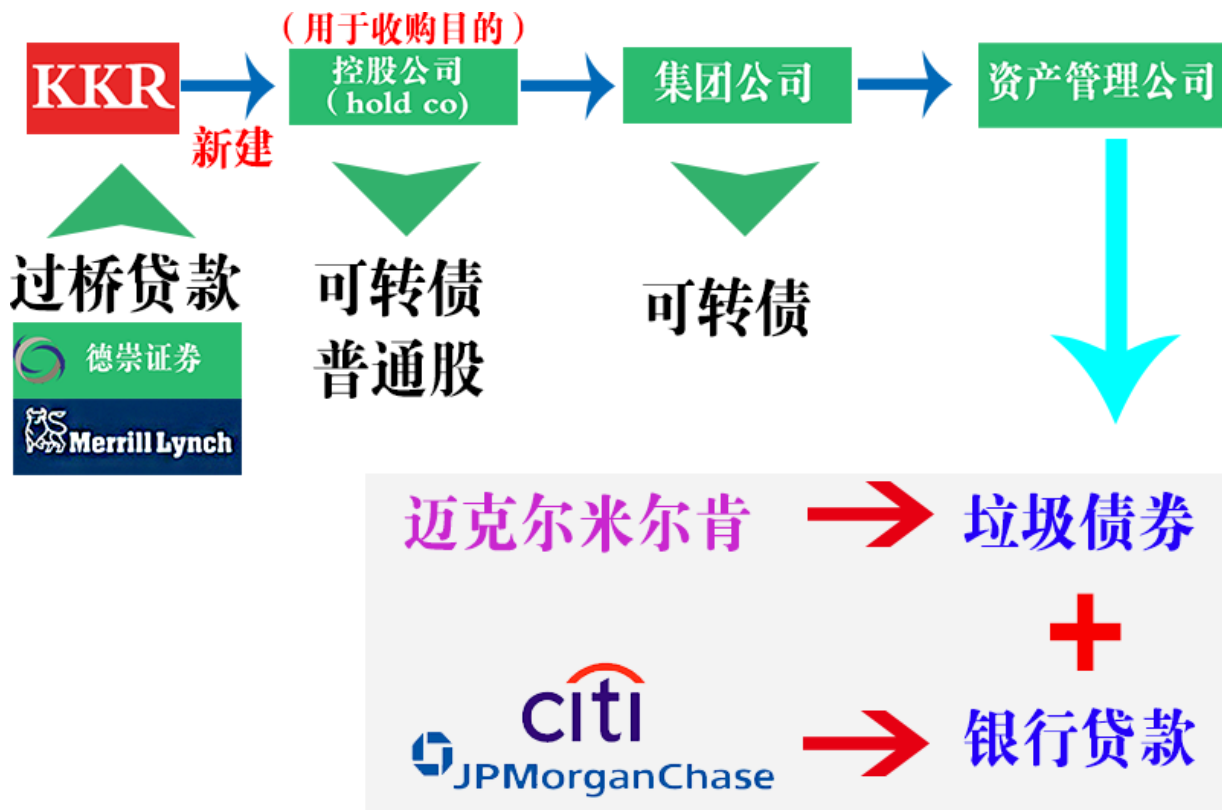 （用于收购目的）
KKR
控股公司
（hold co)
集团公司
资产管理公司
新建
过桥贷款
德崇证券
Merrill Lynch
可转债
普通股
可转债
迈克尔米尔肯
垃圾债券
citi
JPMorganChase
银行贷款